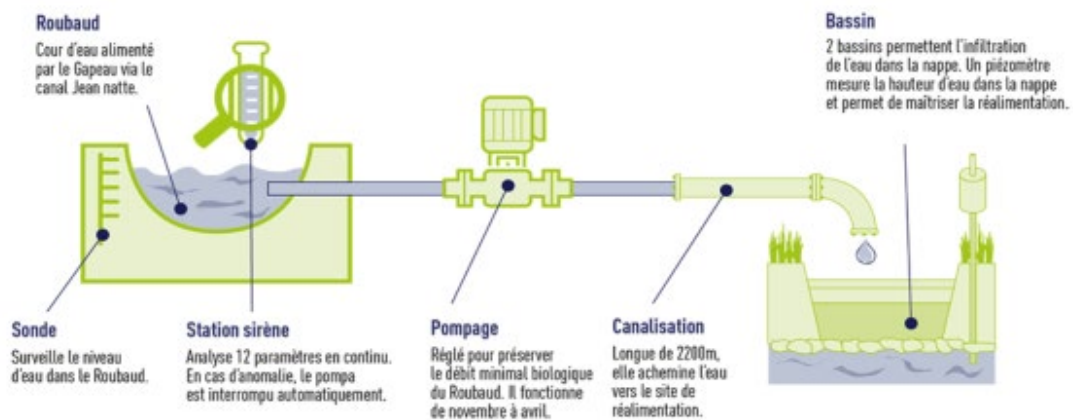 Roubaud
Cour d'eau alimenté
par le Gapeau via le
canal Jean natte.
Bassin
2 bassins permettent l'infiltration
de l'eau dans la nappe. Un piézomètre
mesure la hauteur d'eau dans la nappe
et permet de maîtriser la réalimentation.
Sonde
Surveille le niveau
d'eau dans le Roubaud.
Station sirène
Analyse 12 paramètres en continu.
En cas d'anomalie, le pompa
est interrompu automatiquement.
Pompage
Réglé pour préserver
le débit minimal biologique
du Roubaud. Il fonctionne
de novembre à avril.
Canalisation
Longue de 2200m,
elle achemine l'eau
vers le site de
réalimentation.